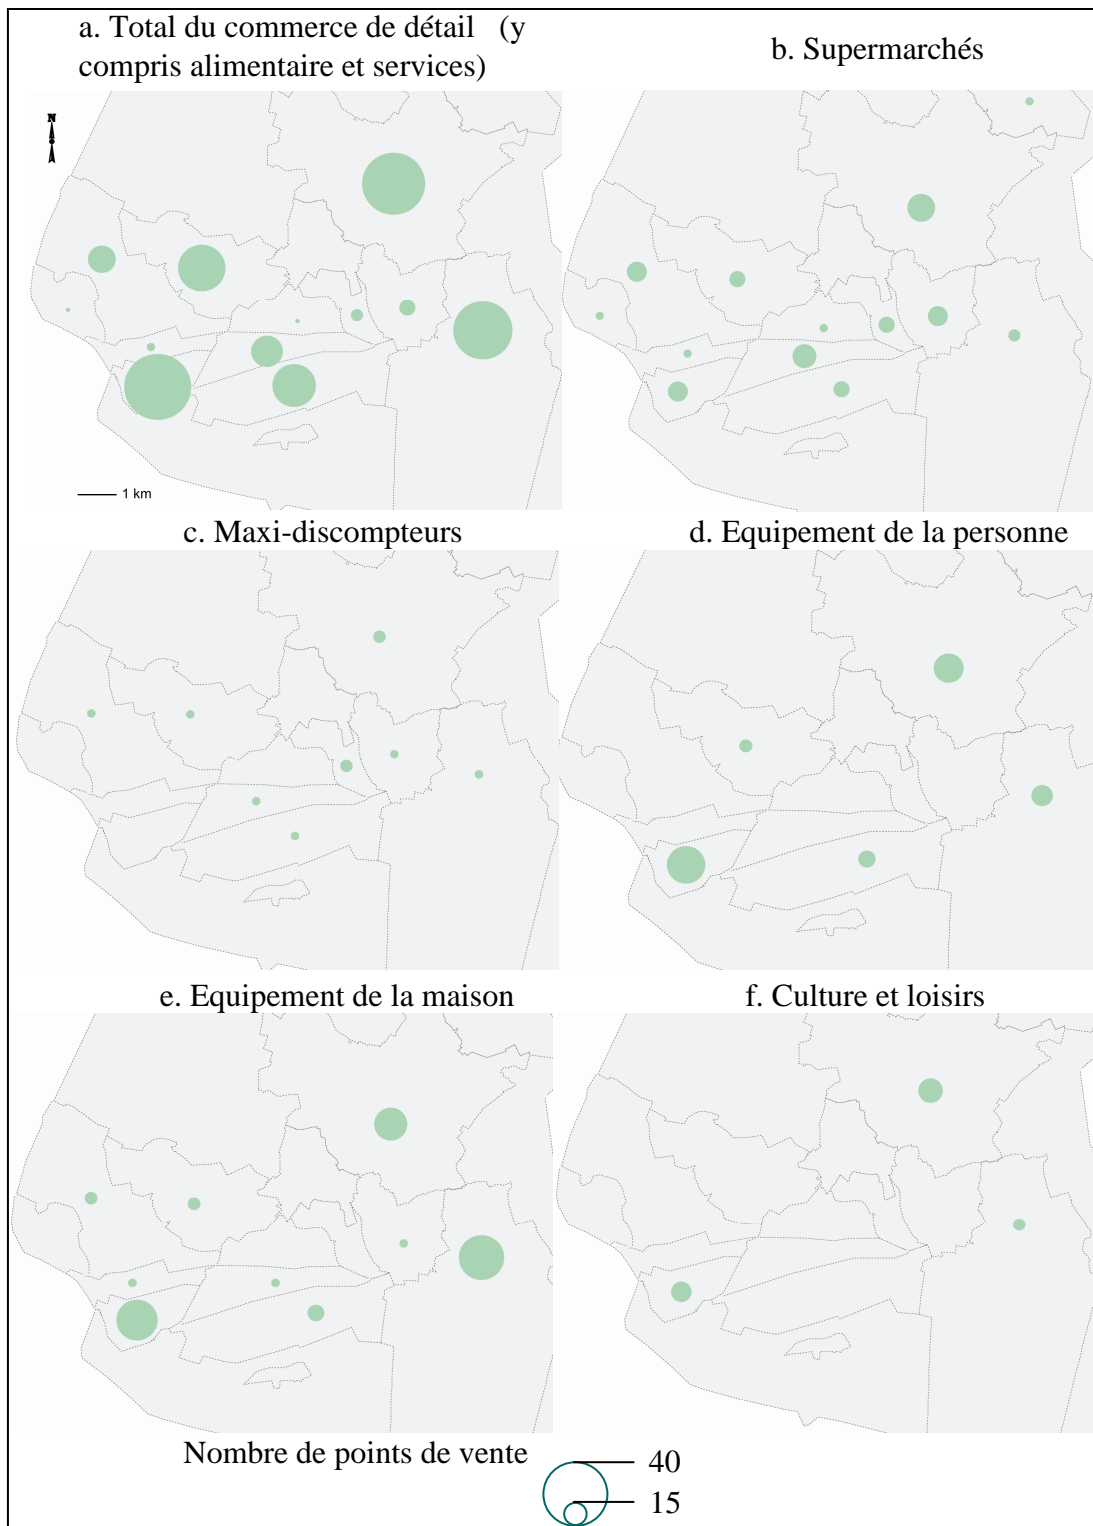 a. Total du commerce de détail (y
compris alimentaire et services)
b. Supermarchés
N
1 km
c. Maxi-discompteurs
d. Equipement de la personne
e. Equipement de la maison
f. Culture et loisirs
Nombre de points de vente
40
15